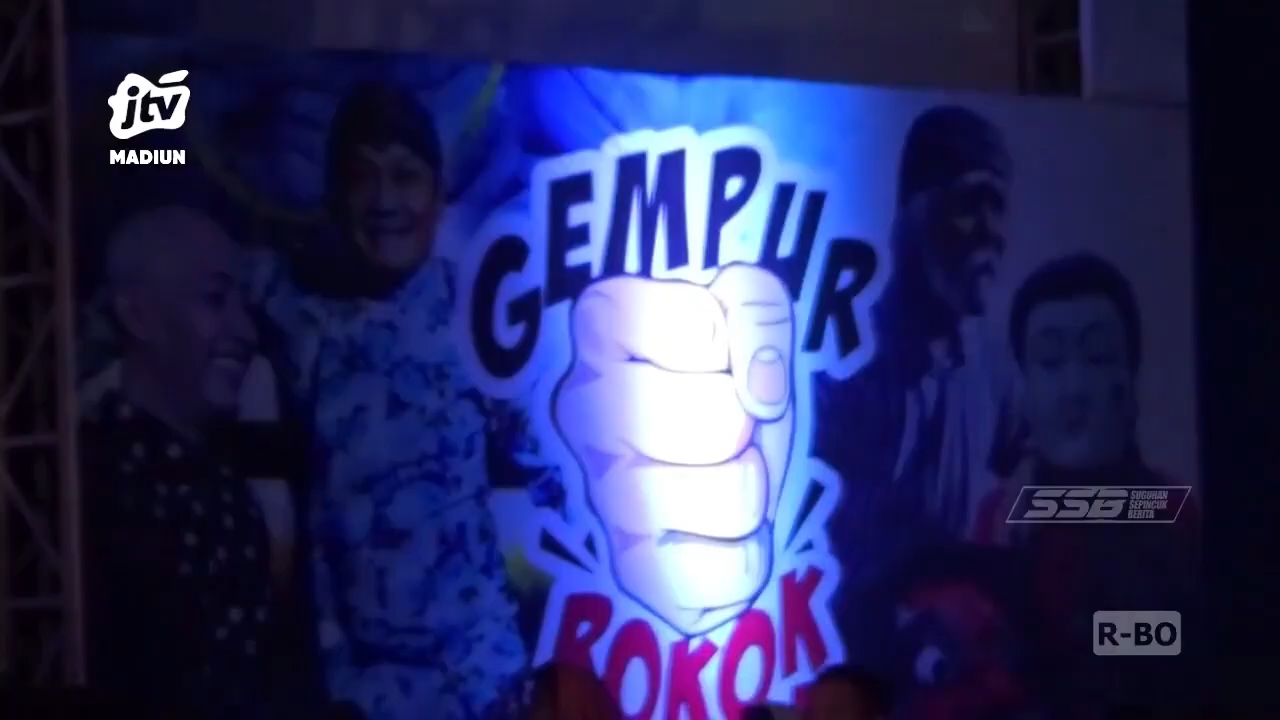 jtv
MADIUN
GEMPUR
ROKOK
SSB SUGUHAN
SEPINCUK
BERITA
R-BO